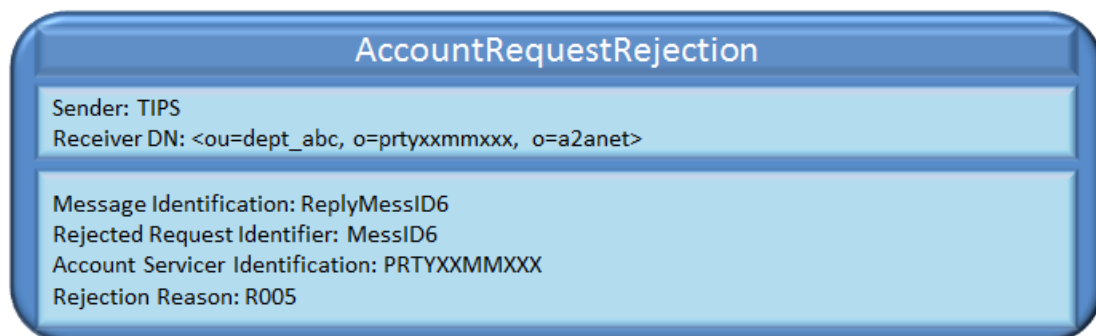 AccountRequestRejection
Sender: TIPS
Receiver DN: <ou=dept_abc, o=prtyxxmmxxx, o=a2anet>
Message Identification: ReplyMessID6
Rejected Request Identifier: MessID6
Account Servicer Identification: PRTYXXMMXXX
Rejection Reason: R005